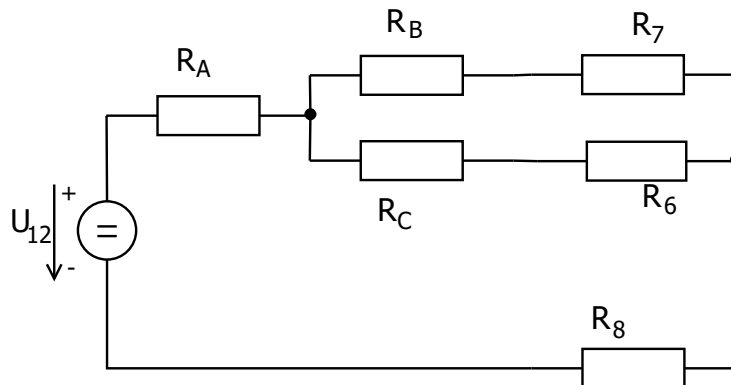 R_A
R_B
R_7
R_C
R_6
U_12
+
=
-
R_8